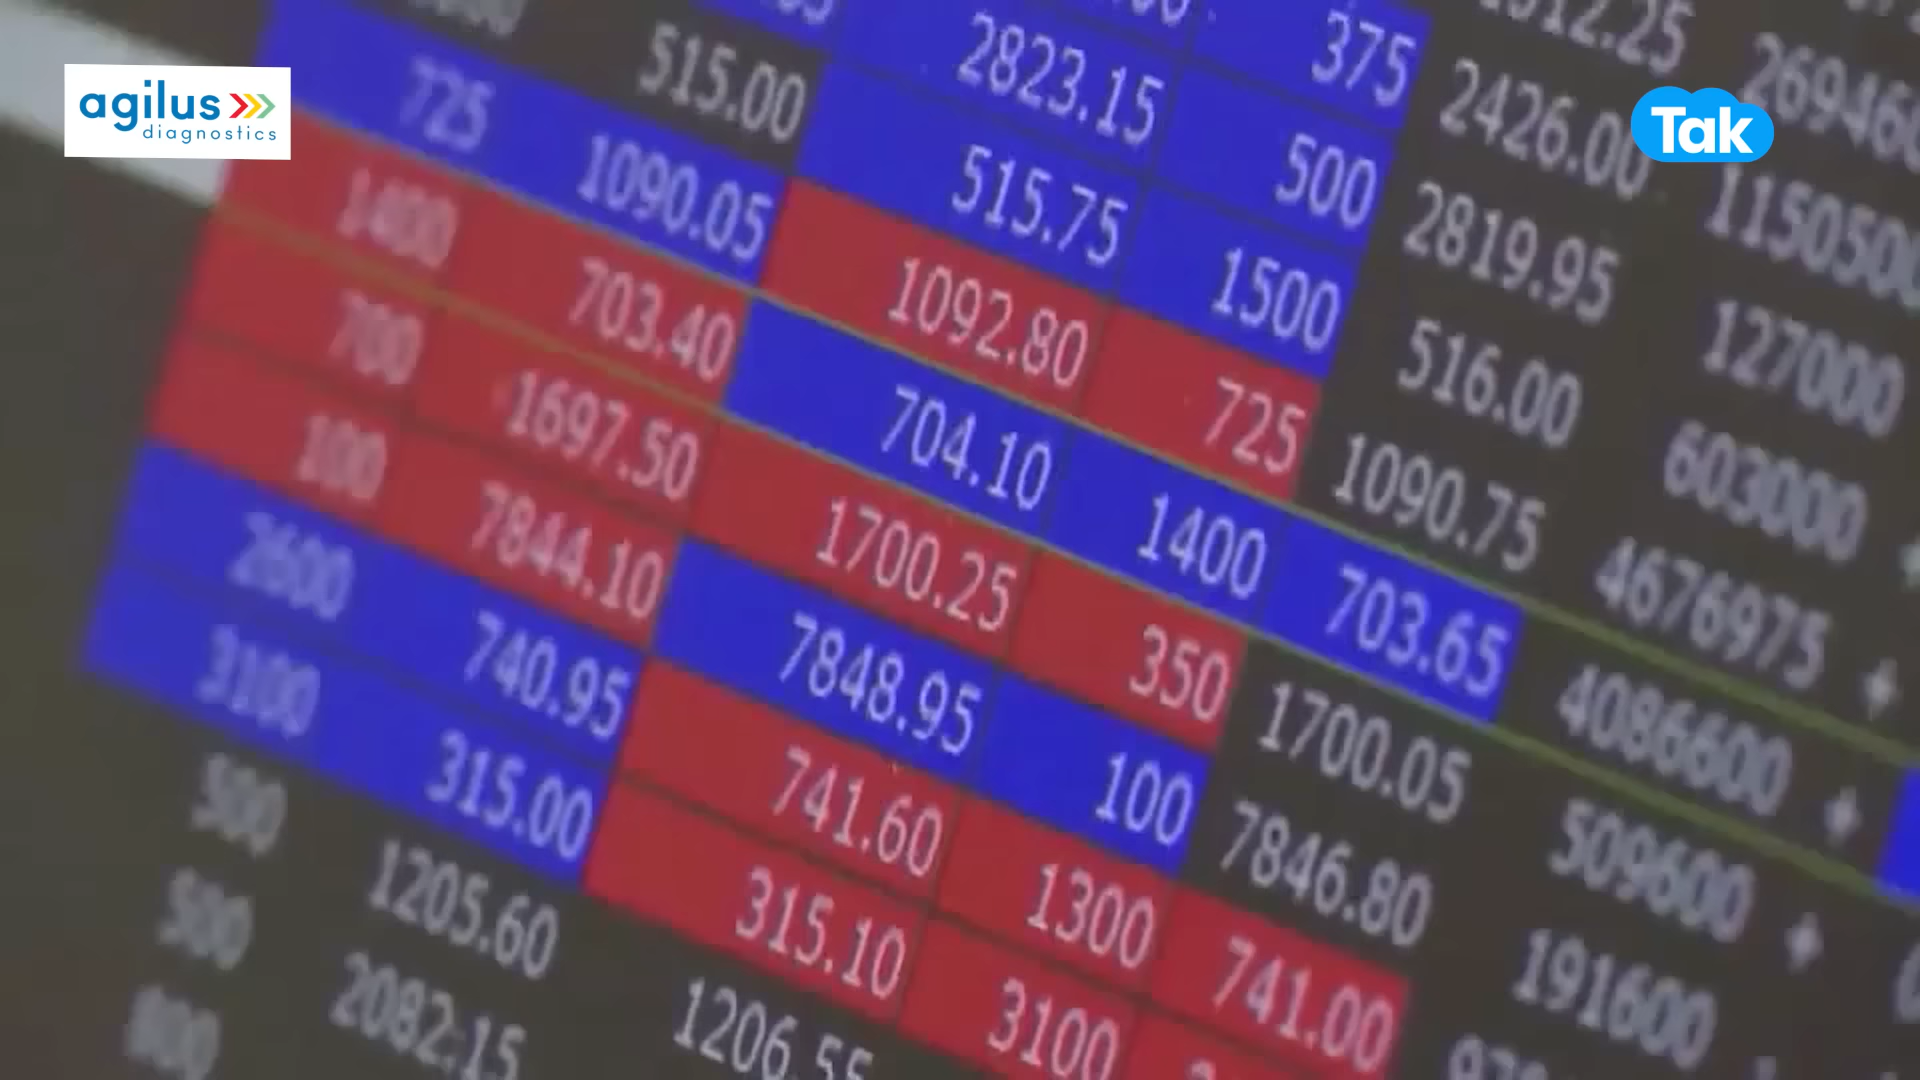 agilus
diagnostics
Tak
375 2426.00
2823.15 500 2819.95 127000
515.00 515.75 1500 516.00 603000
725 1090.05 1092.80 725 1090.75 4676975
1400 703.40 704.10 1400 703.65 4086600
700 1697.50 1700.25 350 1700.05 509600
100 7844.10 7848.95 100 7846.80 191600
2600 740.95 741.60 1300 741.00
3100 315.00 315.10 3100
500 1205.60 1206.55
500 2082.15